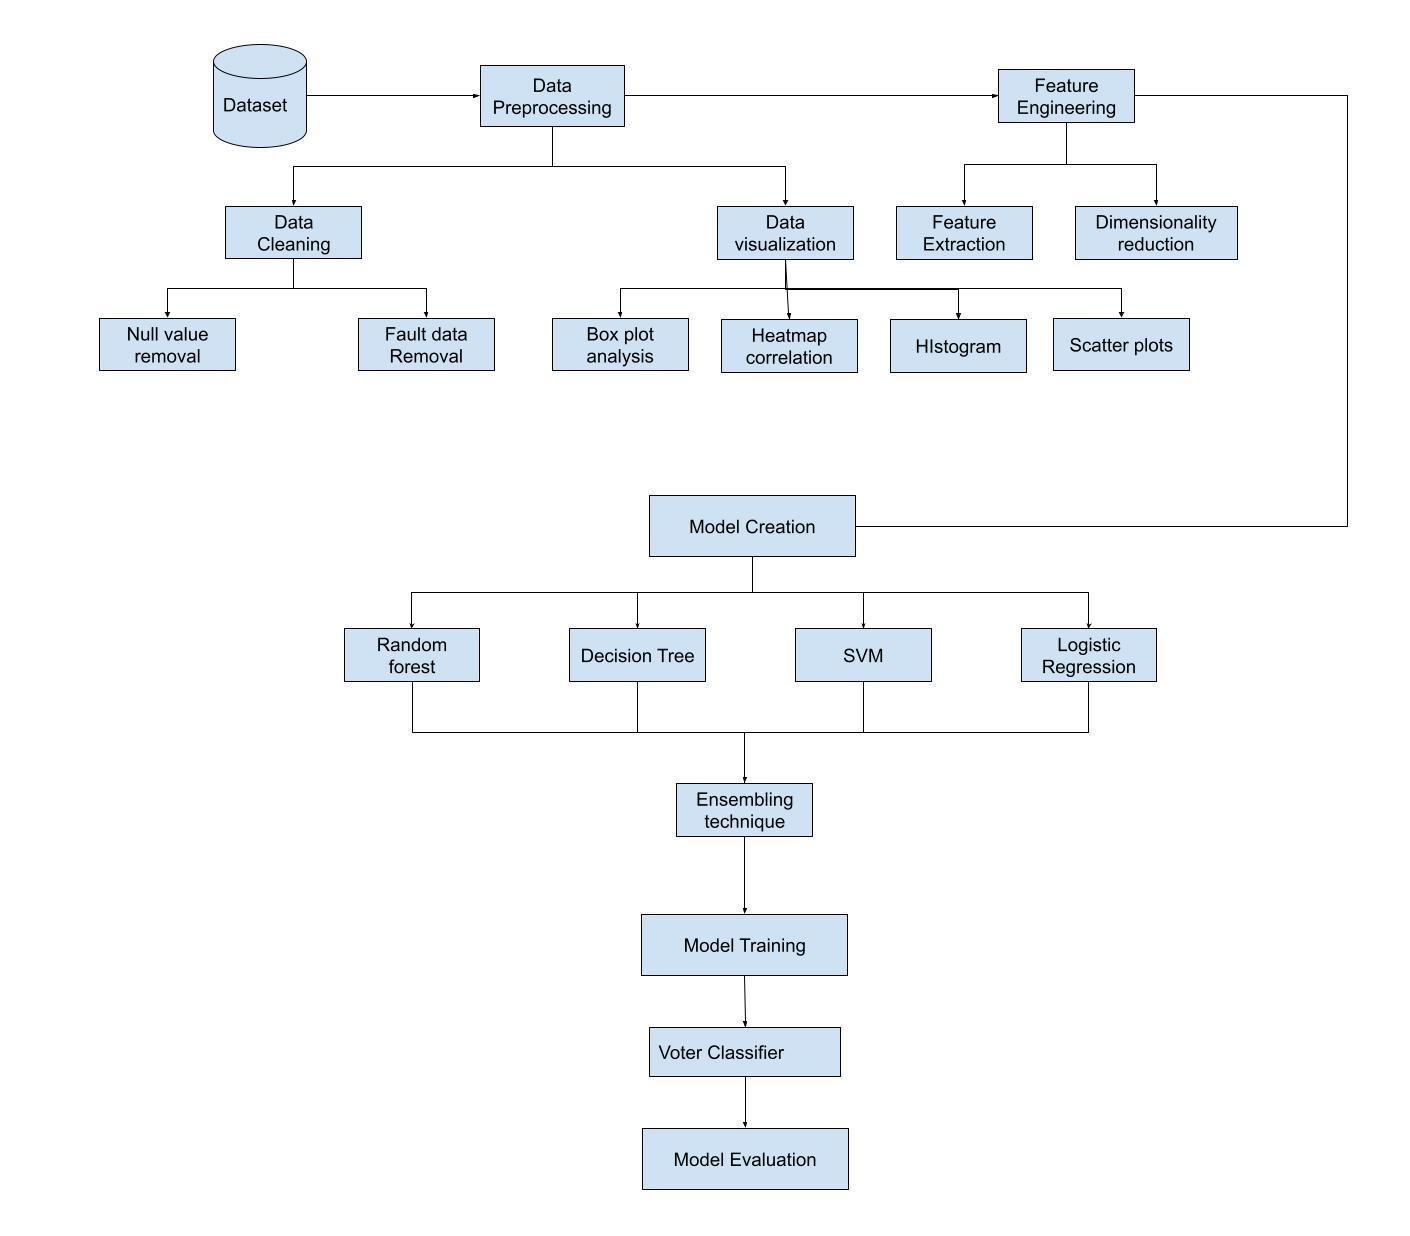 Dataset
Data
Preprocessing
Feature
Engineering
Data
Cleaning
Data
visualization
Feature
Extraction
Dimensionality
reduction
Null value
removal
Fault data
Removal
Box plot
analysis
Heatmap
correlation
HIstogram
Scatter plots
Model Creation
Random
forest
Decision Tree
SVM
Logistic
Regression
Ensembling
technique
Model Training
Voter Classifier
Model Evaluation